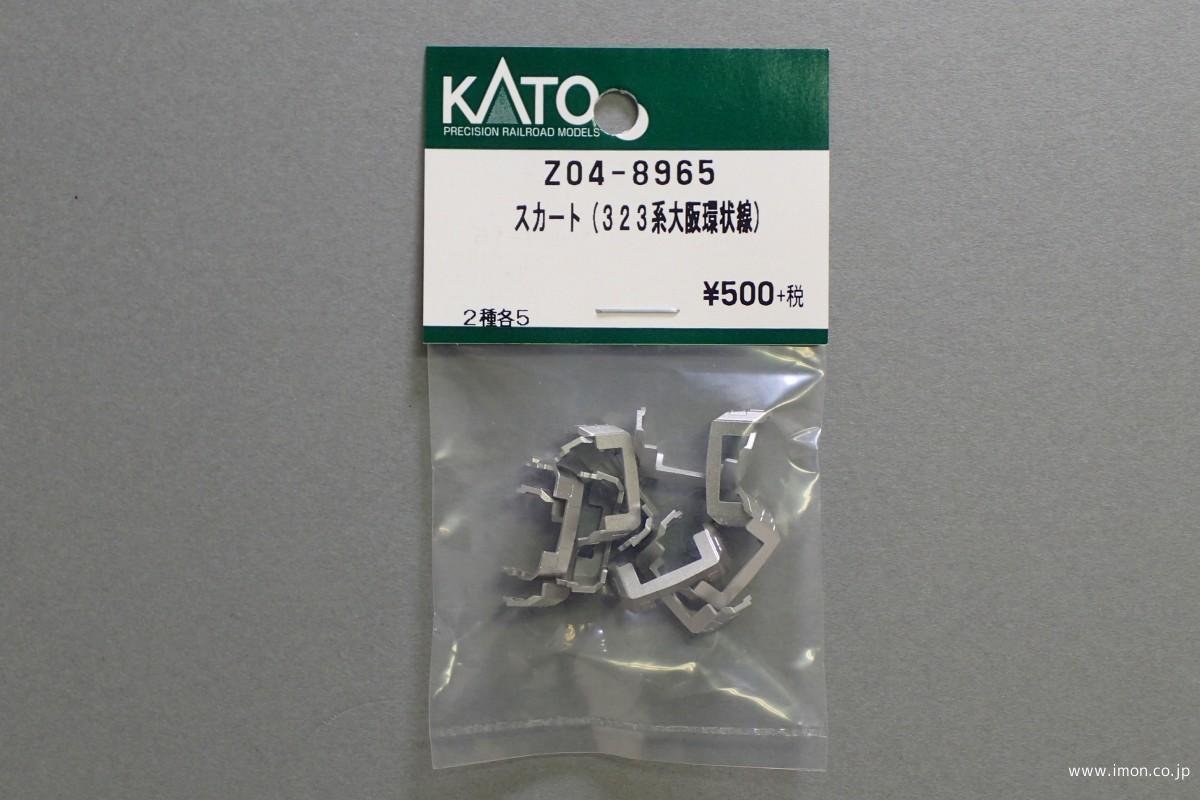 KATO
PRECISION RAILROAD MODELS
Z04-8965
スカート(323系大阪環状線)
¥500+税
2種各5
www.imon.co.jp